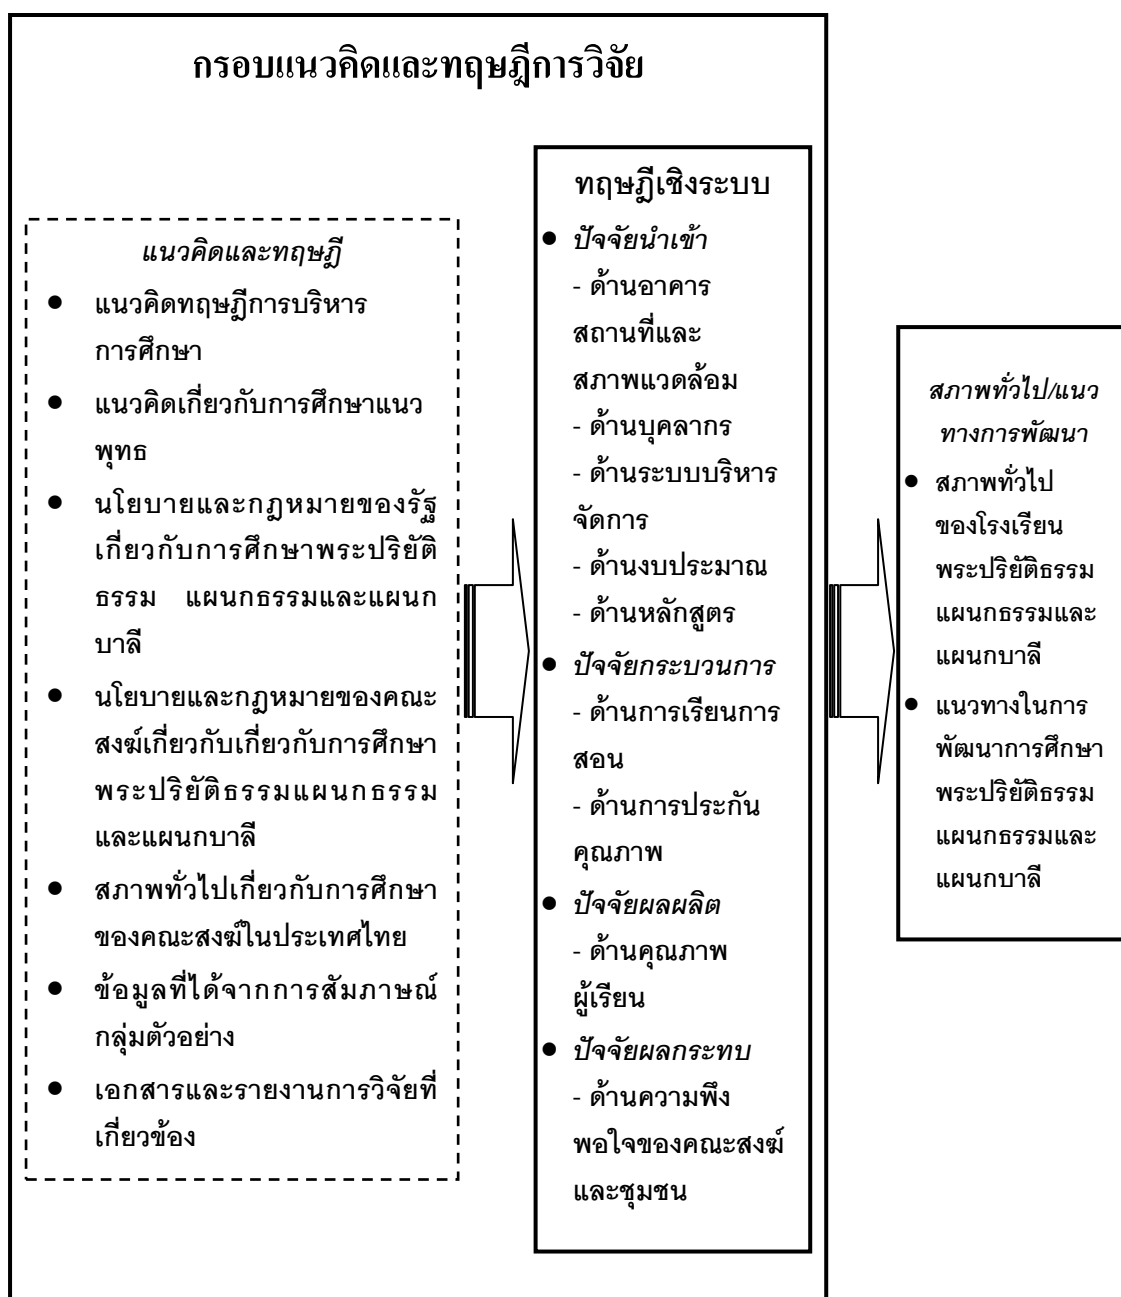 กรอบแนวคิดและทฤษฎีการวิจัย
แนวคิดและทฤษฎี
● แนวคิดทฤษฎีการบริหาร
การศึกษา
● แนวคิดเกี่ยวกับการศึกษาแนว
พุทธ
● นโยบายและกฎหมายของรัฐ
เกี่ยวกับการศึกษาพระปริยัติ
ธรรม แผนกธรรมและแผนก
บาลี
● นโยบายและกฎหมายของคณะ
สงฆ์เกี่ยวกับเกี่ยวกับการศึกษา
พระปริยัติธรรมแผนกธรรม
และแผนกบาลี
● สภาพทั่วไปเกี่ยวกับการศึกษา
ของคณะสงฆ์ในประเทศไทย
● ข้อมูลที่ได้จากการสัมภาษณ์
กลุ่มตัวอย่าง
● เอกสารและรายงานการวิจัยที่
เกี่ยวข้อง
ทฤษฎีเชิงระบบ
● ปัจจัยนำเข้า
- ด้านอาคาร
สถานที่และ
สภาพแวดล้อม
- ด้านบุคลากร
- ด้านระบบบริหาร
จัดการ
- ด้านงบประมาณ
- ด้านหลักสูตร
● ปัจจัยกระบวนการ
- ด้านการเรียนการ
สอน
- ด้านการประกัน
คุณภาพ
● ปัจจัยผลผลิต
- ด้านคุณภาพ
ผู้เรียน
● ปัจจัยผลกระทบ
- ด้านความพึง
พอใจของคณะสงฆ์
และชุมชน
สภาพทั่วไป/แนว
ทางการพัฒนา
● สภาพทั่วไป
ของโรงเรียน
พระปริยัติธรรม
แผนกธรรมและ
แผนกบาลี
● แนวทางในการ
พัฒนาการศึกษา
พระปริยัติธรรม
แผนกธรรมและ
แผนกบาลี